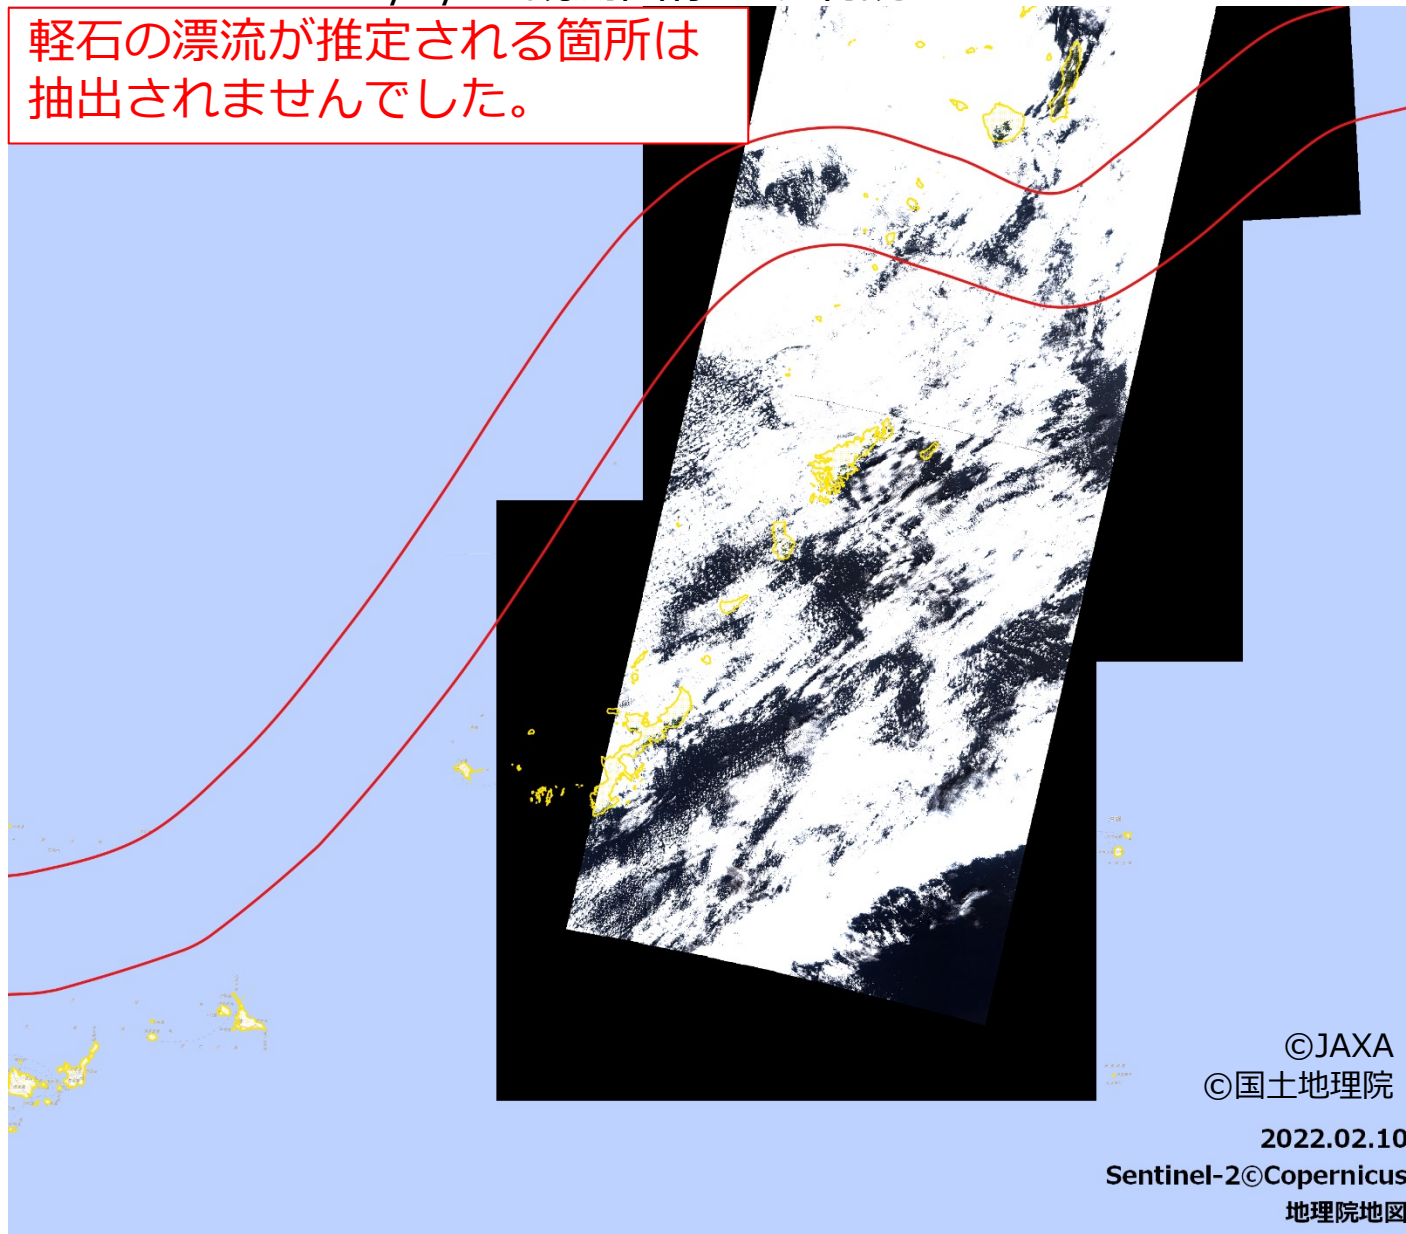 軽石の漂流が推定される箇所は
抽出されませんでした。
©JAXA
©国土地理院
2022.02.10
Sentinel-2©Copernicus
地理院地図